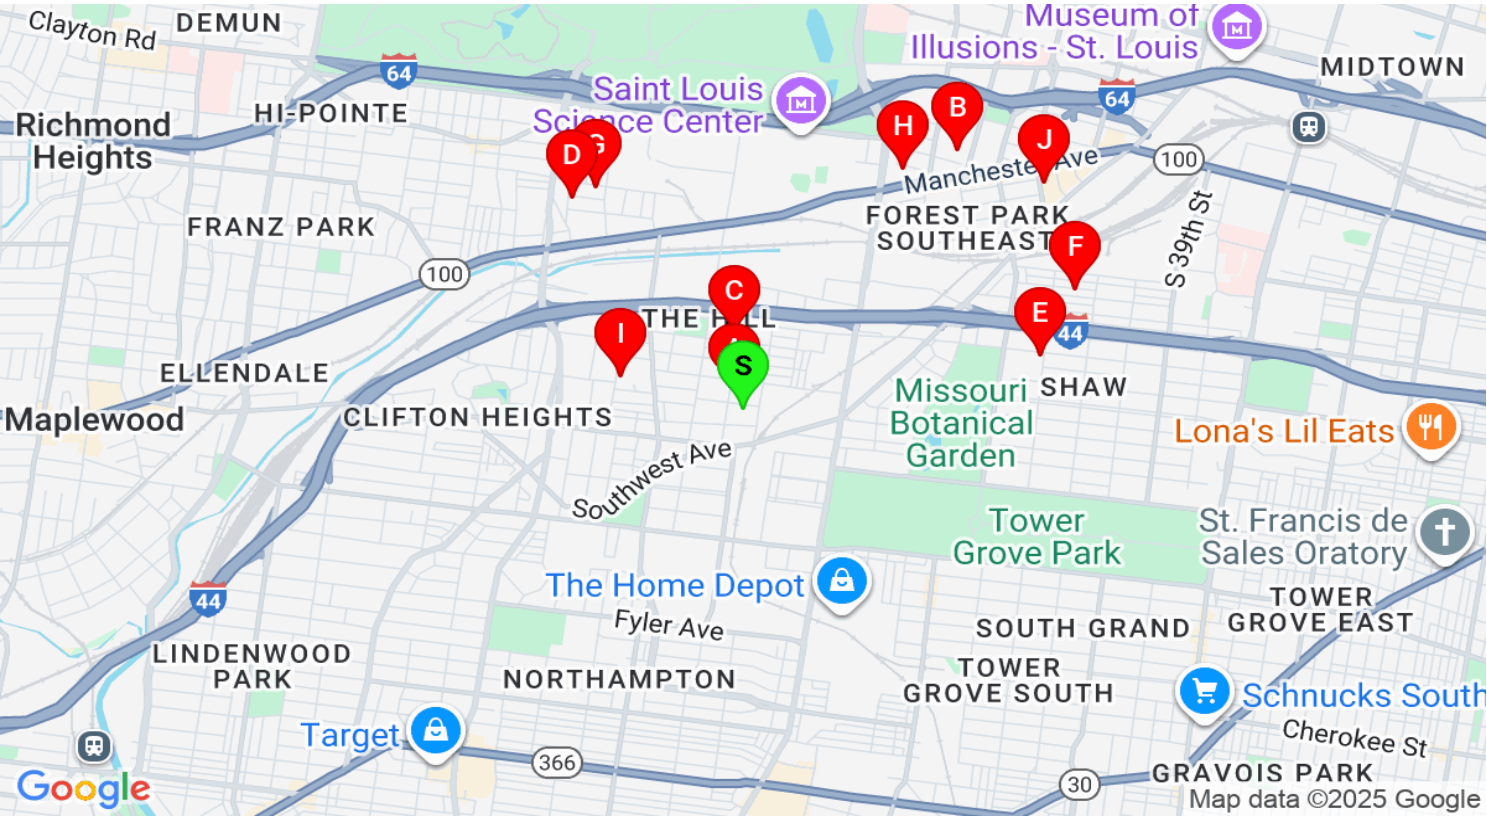 Clayton Rd
DEMUN
64
Museum of
Illusions - St. Louis
MIDTOWN
HI-POINTE
Saint Louis
Science Center
64
Richmond
Heights
H
B
J
D
G
Manchester Ave
100
FRANZ PARK
FOREST PARK
SOUTHEAST
S 39th St
F
100
C
THE HILL
E
44
I
A
S
ELLENDALE
Missouri
Botanical
Garden
SHAW
Maplewood
CLIFTON HEIGHTS
Lona's Lil Eats
Southwest Ave
Tower
Grove Park
St. Francis de
Sales Oratory
The Home Depot
44
Fyler Ave
TOWER
GROVE EAST
SOUTH GRAND
LINDENWOOD
PARK
NORTHAMPTON
TOWER
GROVE SOUTH
Schnucks South
Target
Cherokee St
366
30
GRAVOIS PARK
Google
Map data ©2025 Google